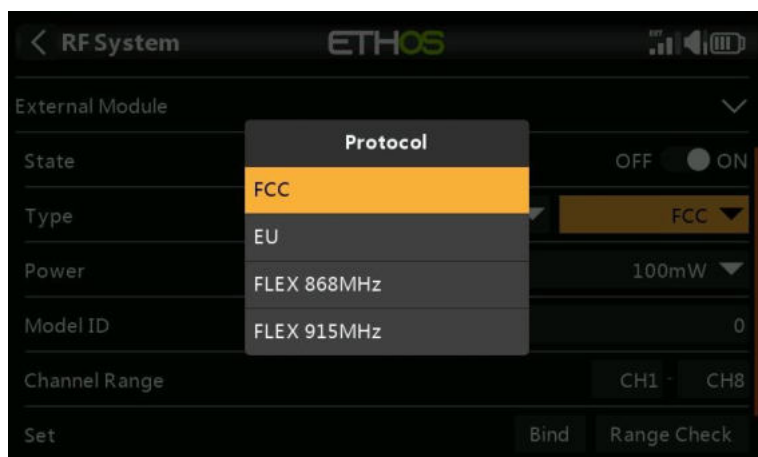 RF System
ETHOS
EXT
External Module
Protocol
State
OFF
ON
FCC
Type
FCC
EU
Power
100mW
FLEX 868MHz
Model ID
0
FLEX 915MHz
Channel Range
CH1 - CH8
Set
Bind
Range Check